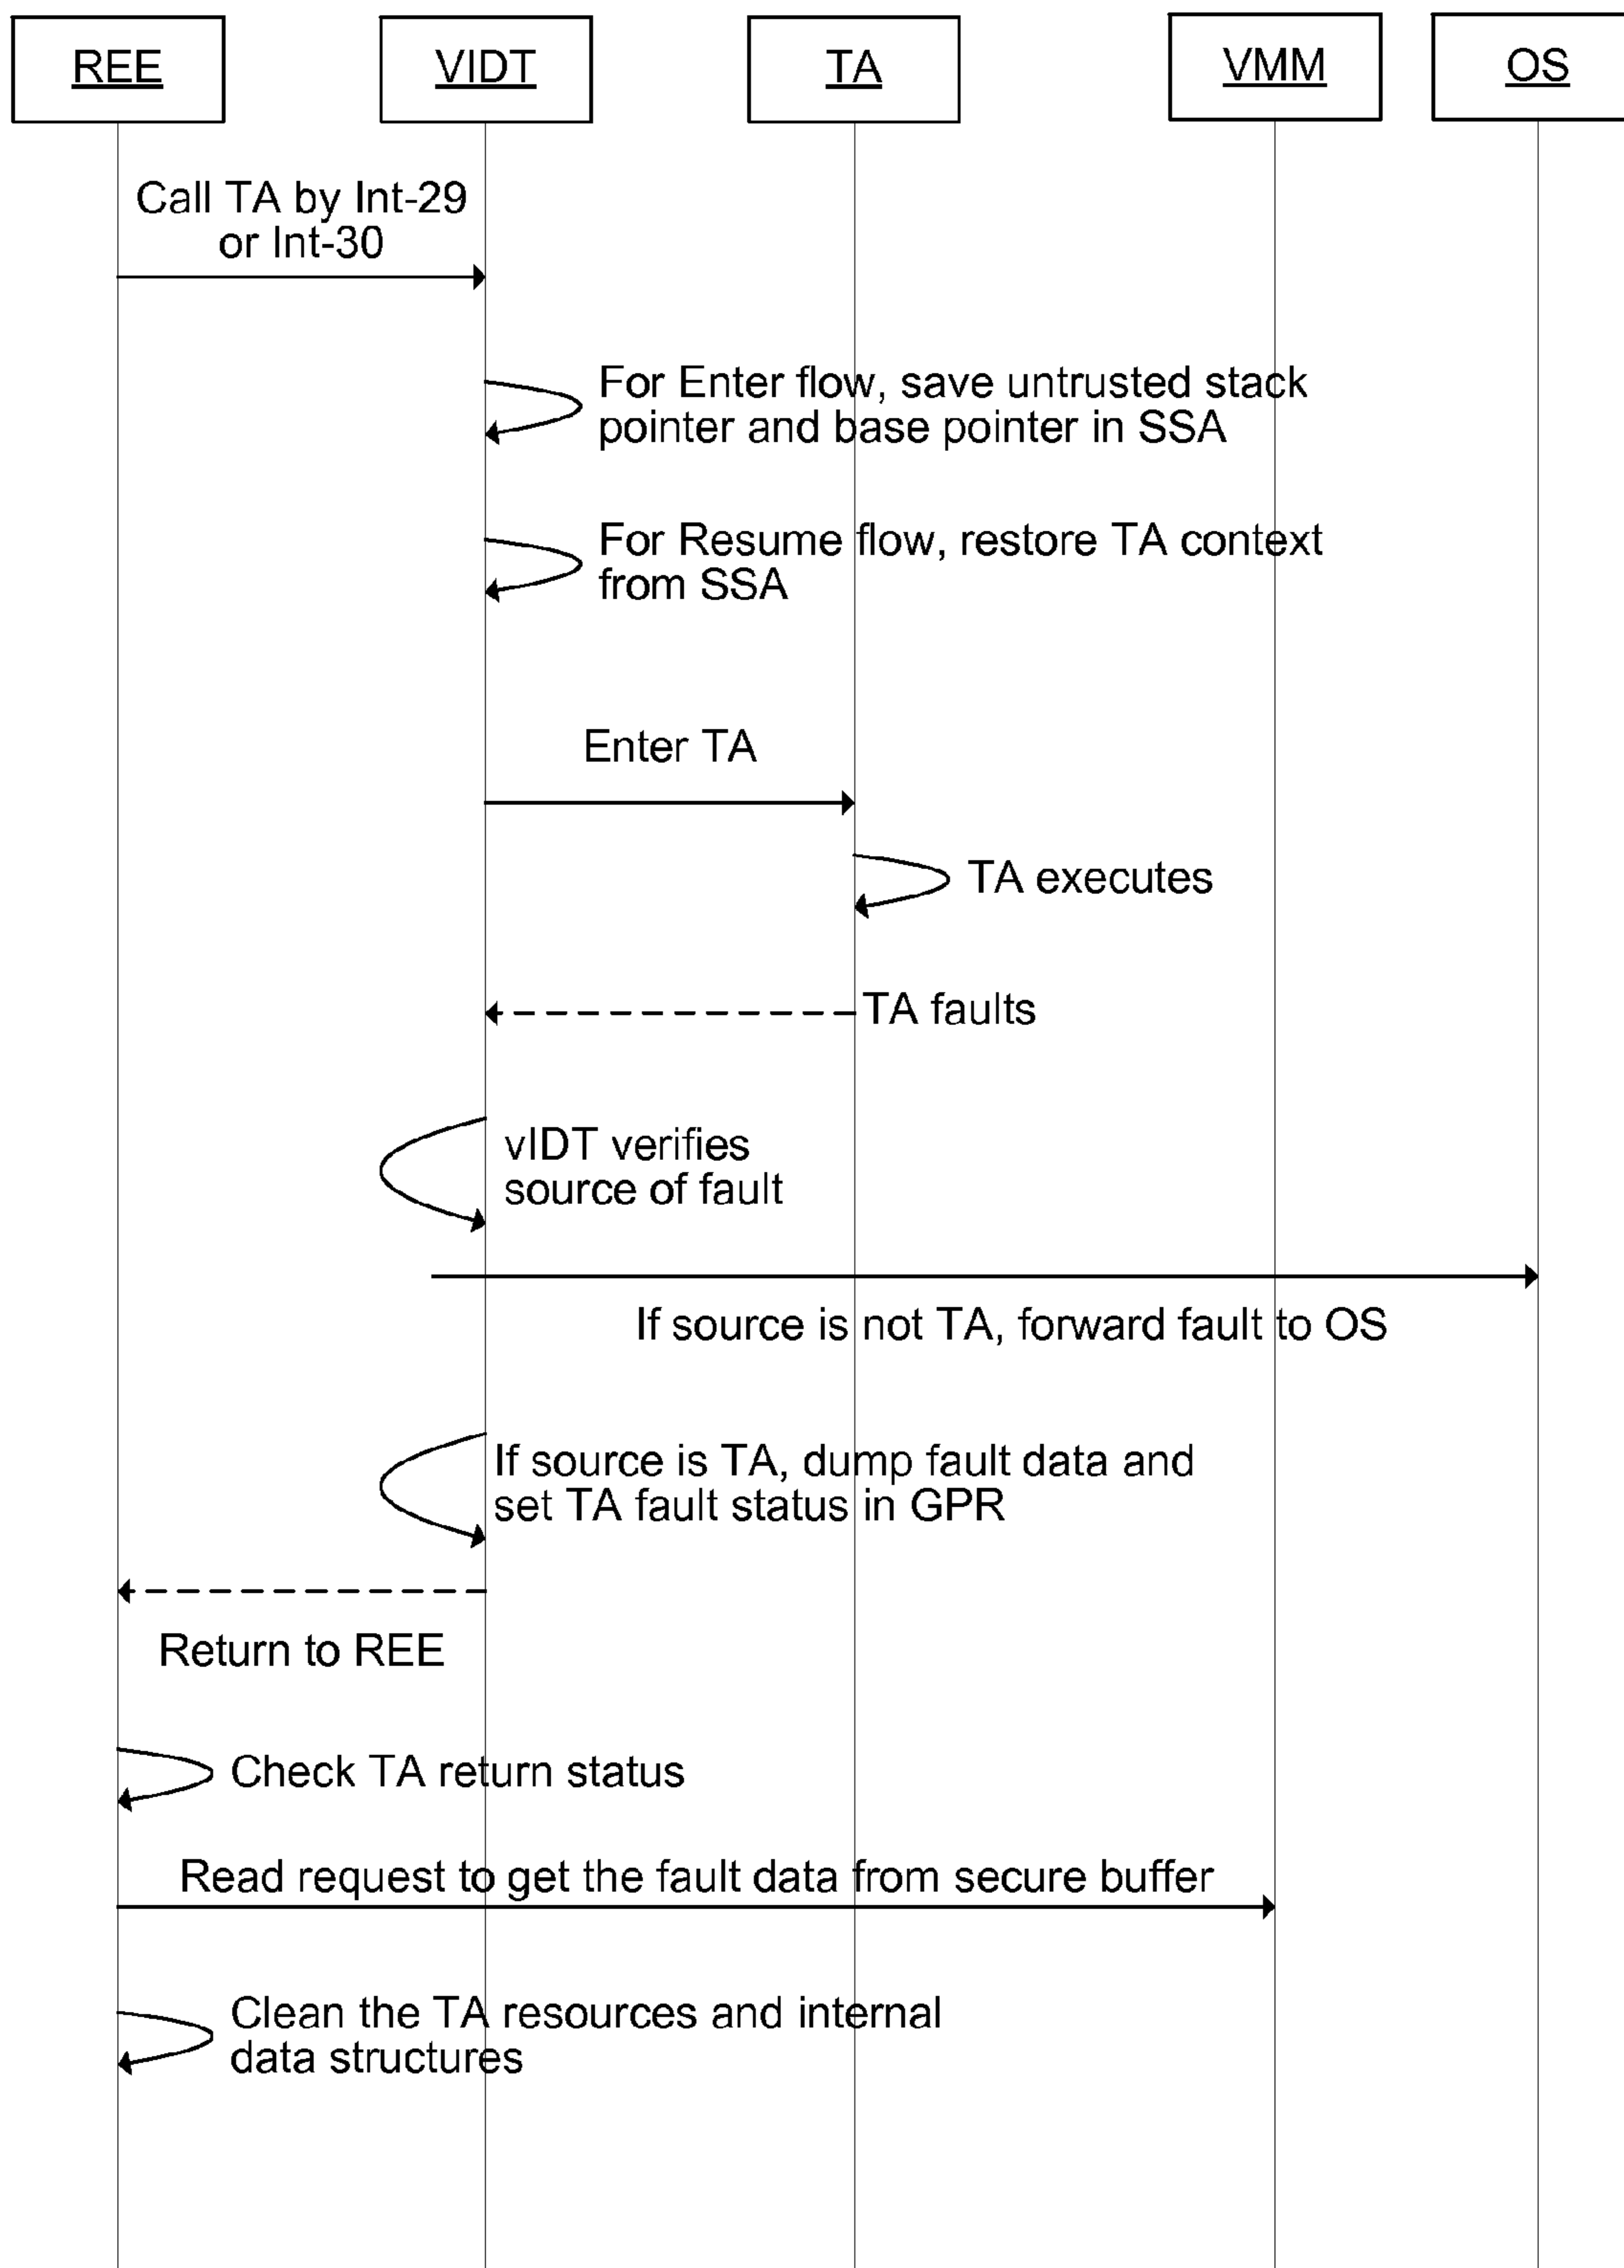 REE
VIDT
TA
VMM
OS
Call TA by Int-29
or Int-30
For Enter flow, save untrusted stack
pointer and base pointer in SSA
For Resume flow, restore TA context
from SSA
Enter TA
TA executes
TA faults
vIDT verifies
source of fault
If source is not TA, forward fault to OS
If source is TA, dump fault data and
set TA fault status in GPR
Return to REE
Check TA return status
Read request to get the fault data from secure buffer
Clean the TA resources and internal
data structures